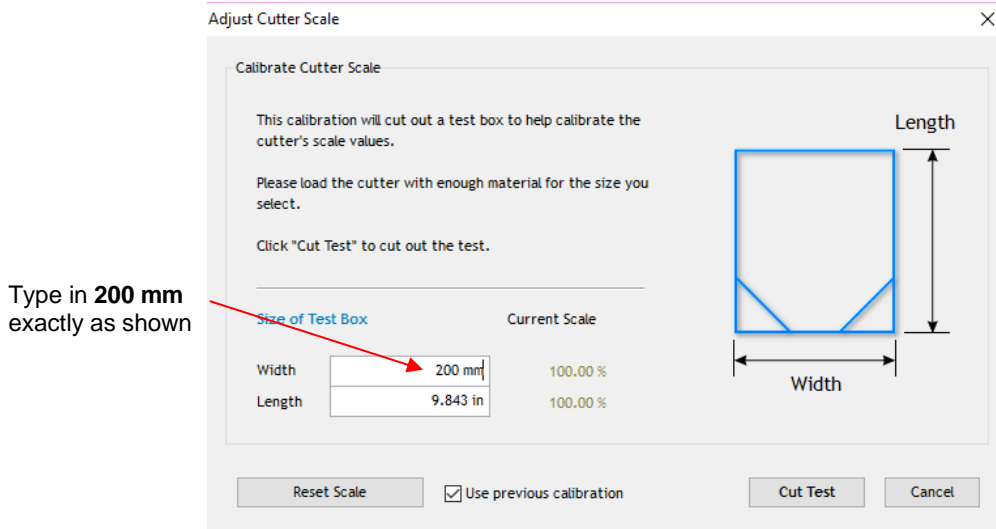 Adjust Cutter Scale
Calibrate Cutter Scale
This calibration will cut out a test box to help calibrate the
cutter's scale values.
Please load the cutter with enough material for the size you
select.
Click "Cut Test" to cut out the test.
Length
Type in 200 mm
exactly as shown
Size of Test Box Current Scale
Width 200 mm 100.00 %
Length 9.843 in 100.00 %
Width
Reset Scale Use previous calibration Cut Test Cancel